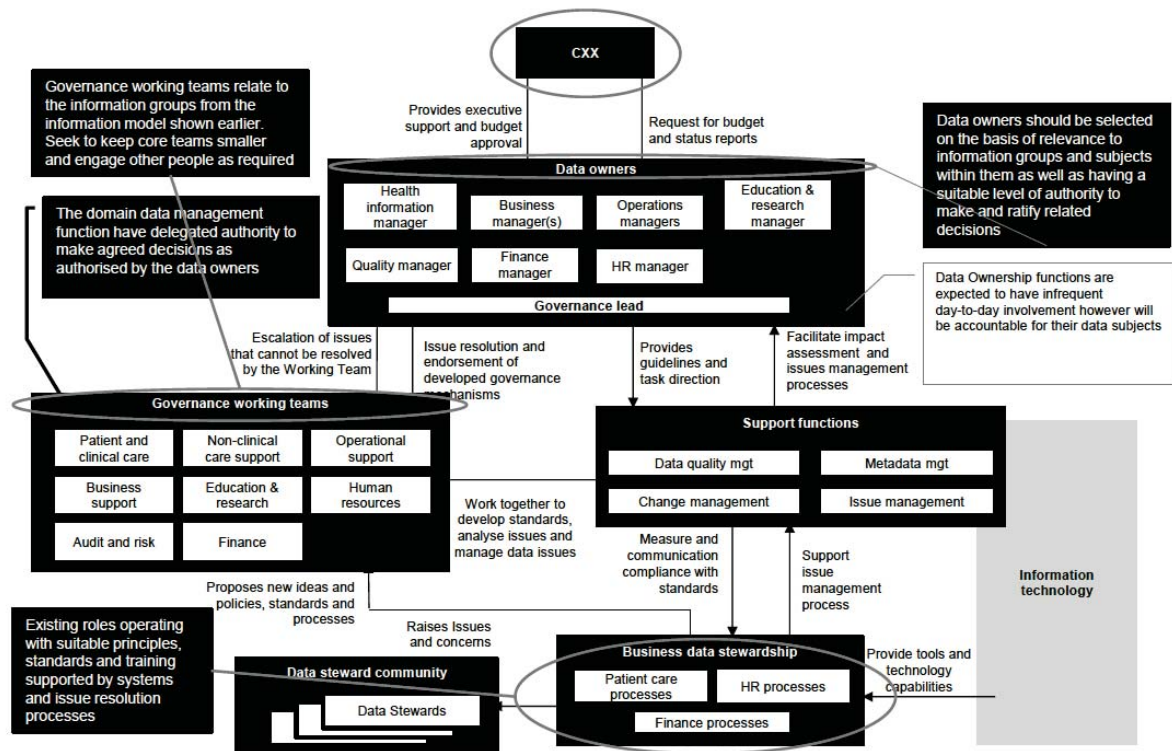 CXX
Governance working teams relate to
the information groups from the
information model shown earlier.
Seek to keep core teams smaller
and engage other people as required
Provides executive
support and budget
approval
Request for budget
and status reports
Data owners should be selected
on the basis of relevance to
information groups and subjects
within them as well as having a
suitable level of authority to
make and ratify related
decisions
The domain data management
function have delegated authority to
make agreed decisions as
authorised by the data owners
Data owners
Health
information
manager
Business
manager(s)
Operations
managers
Education &
research
manager
Quality manager
Finance
manager
HR manager
Governance lead
Data Ownership functions are
expected to have infrequent
day-to-day involvement however will
be accountable for their data subjects
Escalation of issues
that cannot be resolved
by the Working Team
Issue resolution and
endorsement of
developed governance
mechanisms
Provides
guidelines and
task direction
Facilitate impact
assessment and
issues management
processes
Governance working teams
Patient and
clinical care
Non-clinical
care support
Operational
support
Business
support
Education &
research
Human
resources
Audit and risk
Finance
Support functions
Data quality mgt
Metadata mgt
Change management
Issue management
Work together to
develop standards,
analyse issues and
manage data issues
Measure and
communication
compliance with
standards
Support
issue
management
process
Information
technology
Proposes new ideas and
policies, standards and
processes
Raises Issues
and concerns
Existing roles operating
with suitable principles,
standards and training
supported by systems
and issue resolution
processes
Data steward community
Data Stewards
Business data stewardship
Patient care
processes
HR processes
Finance processes
Provide tools and
technology
capabilities